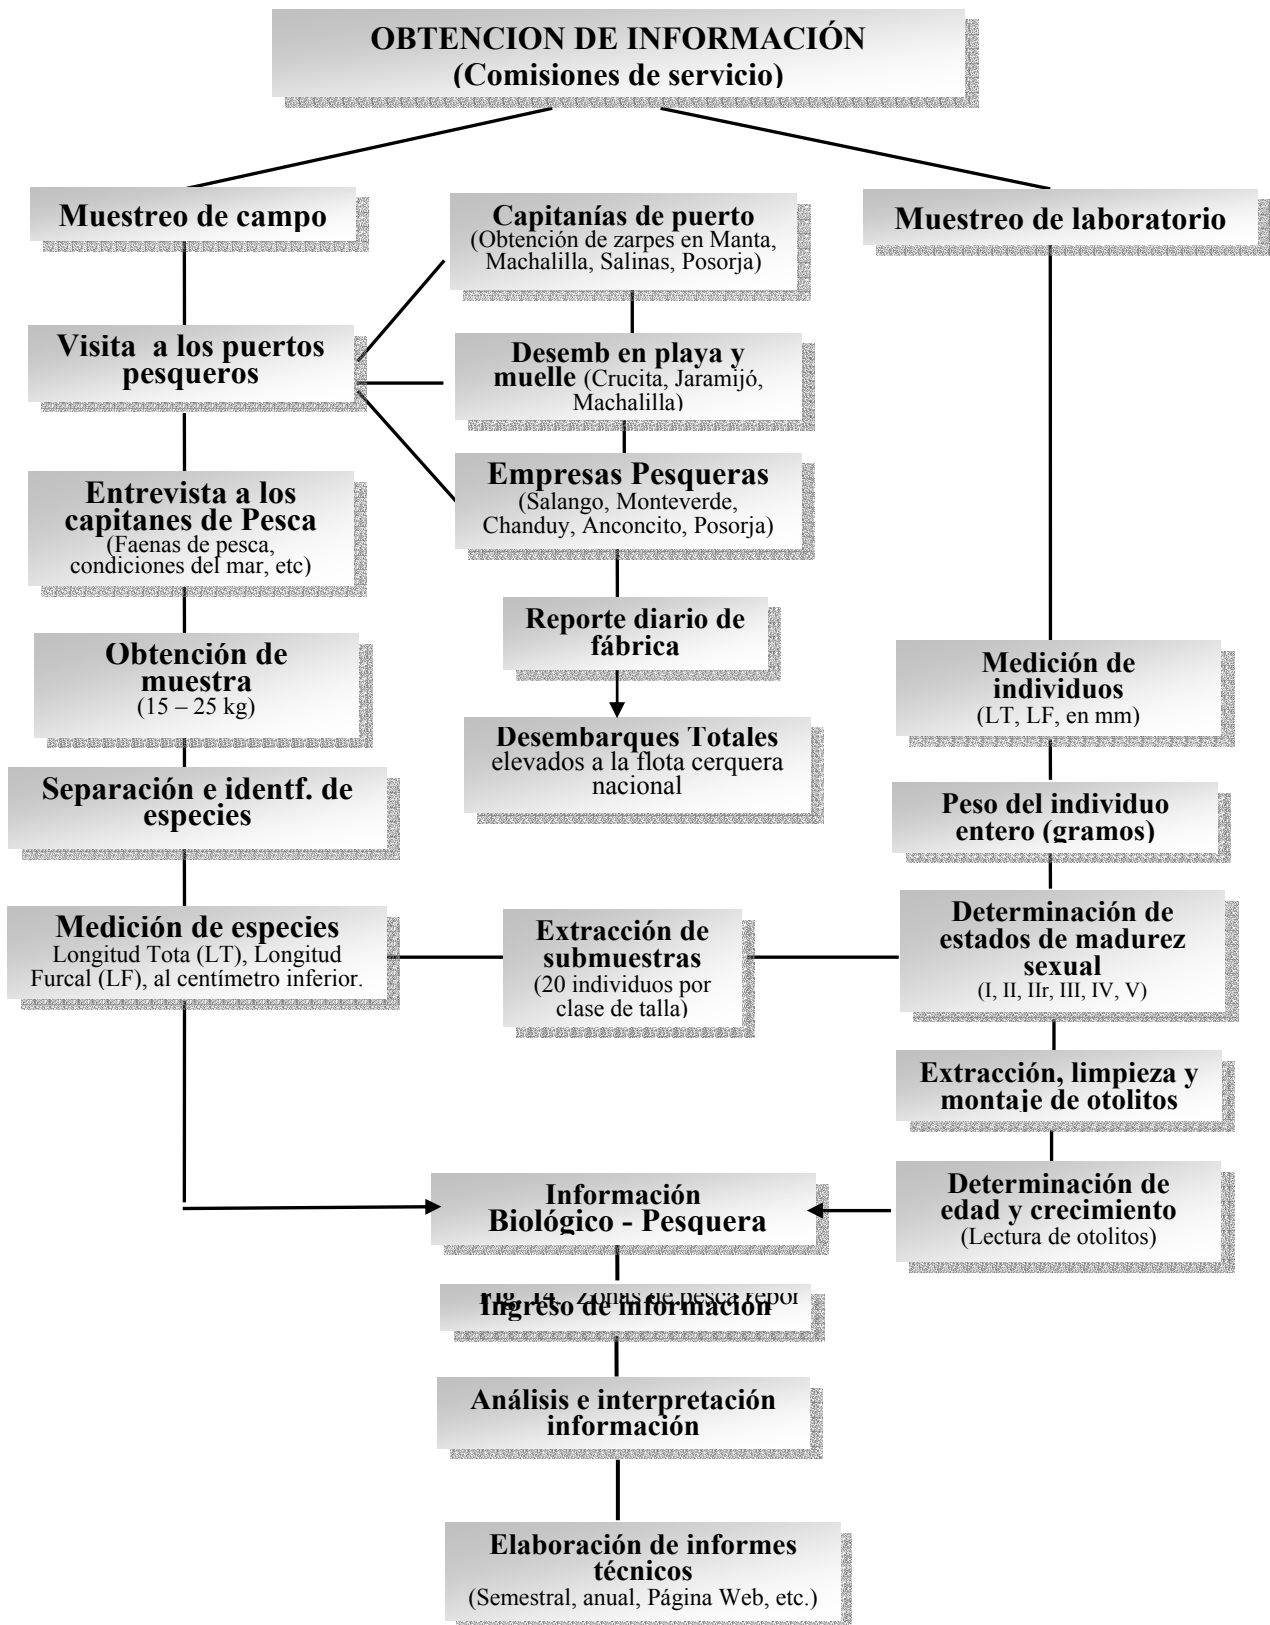 OBTENCION DE INFORMACIÓN
(Comisiones de servicio)
Muestreo de campo
Capitanías de puerto
(Obtención de zarpes en Manta,
Machalilla, Salinas, Posorja)
Muestreo de laboratorio
Visita a los puertos
pesqueros
Desemb en playa y
muelle (Crucita, Jaramijó,
Machalilla)
Empresas Pesqueras
(Salango, Monteverde,
Chanduy, Anconcito, Posorja)
Entrevista a los
capitanes de Pesca
(Faenas de pesca,
condiciones del mar, etc)
Reporte diario de
fábrica
Obtención de
muestra
(15 – 25 kg)
Medición de
individuos
(LT, LF, en mm)
Desembarques Totales
elevados a la flota cerquera
nacional
Separación e identf. de
especies
Peso del individuo
entero (gramos)
Medición de especies
Longitud Tota (LT), Longitud
Furcal (LF), al centímetro inferior.
Extracción de
submuestras
(20 individuos por
clase de talla)
Determinación de
estados de madurez
sexual
(I, II, IIr, III, IV, V)
Extracción, limpieza y
montaje de otolitos
Determinación de
edad y crecimiento
(Lectura de otolitos)
Información
Biológico - Pesquera
Fig. 14. Zonas de pesca repor
Ingreso de información
Análisis e interpretación
información
Elaboración de informes
técnicos
(Semestral, anual, Página Web, etc.)